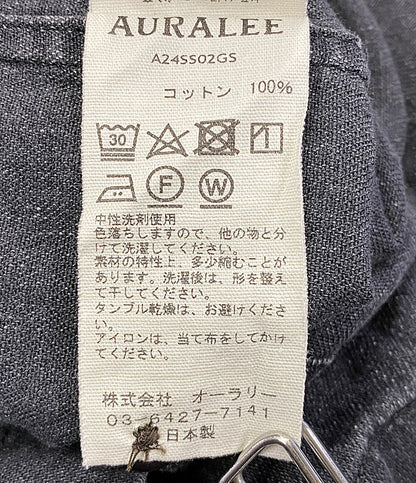 AURALEE
A24SS02GS
コットン 100%
30
F W
中性洗剤使用
色落ちしますので、他の物と分
けて洗濯してください。
素材の特性上、多少縮むことが
あります。洗濯後は、形を整え
て干してください。
タンブル乾燥は、お避けくださ
い。
アイロンは、当て布をしてかけ
てください。
株式会社 オーラリー
03-6427-7141
日本製